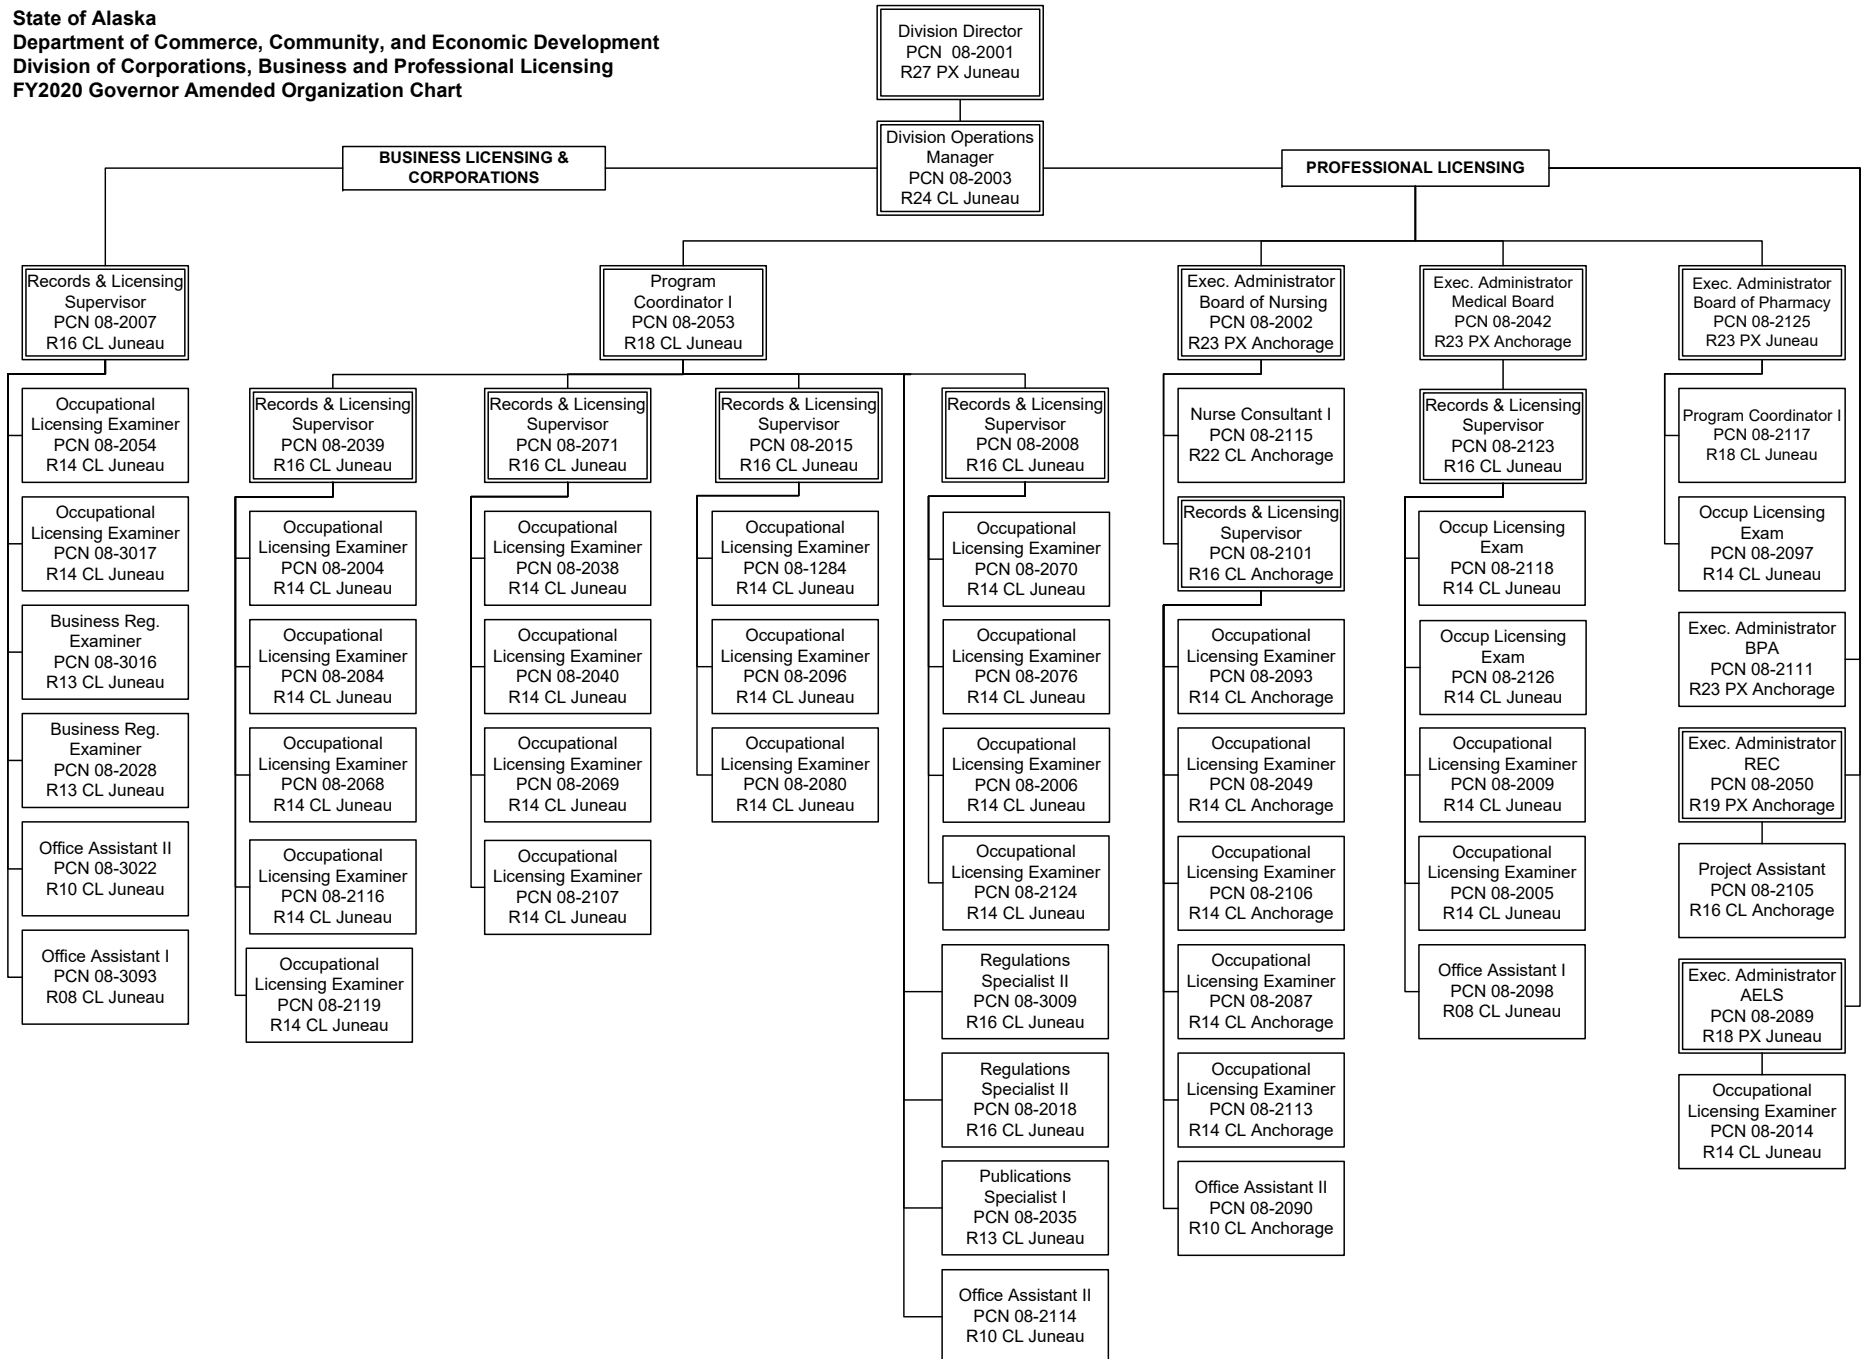 State of Alaska
Department of Commerce, Community, and Economic Development
Division of Corporations, Business and Professional Licensing
FY2020 Governor Amended Organization Chart
Division Director
PCN 08-2001
R27 PX Juneau
Division Operations
Manager
PCN 08-2003
R24 CL Juneau
BUSINESS LICENSING &
CORPORATIONS
PROFESSIONAL LICENSING
Records & Licensing
Supervisor
PCN 08-2007
R16 CL Juneau
Occupational
Licensing Examiner
PCN 08-2054
R14 CL Juneau
Occupational
Licensing Examiner
PCN 08-3017
R14 CL Juneau
Business Reg.
Examiner
PCN 08-3016
R13 CL Juneau
Business Reg.
Examiner
PCN 08-2028
R13 CL Juneau
Office Assistant II
PCN 08-3022
R10 CL Juneau
Office Assistant I
PCN 08-3093
R08 CL Juneau
Program
Coordinator I
PCN 08-2053
R18 CL Juneau
Records & Licensing
Supervisor
PCN 08-2039
R16 CL Juneau
Occupational
Licensing Examiner
PCN 08-2004
R14 CL Juneau
Occupational
Licensing Examiner
PCN 08-2084
R14 CL Juneau
Occupational
Licensing Examiner
PCN 08-2068
R14 CL Juneau
Occupational
Licensing Examiner
PCN 08-2116
R14 CL Juneau
Occupational
Licensing Examiner
PCN 08-2119
R14 CL Juneau
Records & Licensing
Supervisor
PCN 08-2071
R16 CL Juneau
Occupational
Licensing Examiner
PCN 08-2038
R14 CL Juneau
Occupational
Licensing Examiner
PCN 08-2040
R14 CL Juneau
Occupational
Licensing Examiner
PCN 08-2069
R14 CL Juneau
Occupational
Licensing Examiner
PCN 08-2107
R14 CL Juneau
Records & Licensing
Supervisor
PCN 08-2015
R16 CL Juneau
Occupational
Licensing Examiner
PCN 08-1284
R14 CL Juneau
Occupational
Licensing Examiner
PCN 08-2096
R14 CL Juneau
Occupational
Licensing Examiner
PCN 08-2080
R14 CL Juneau
Records & Licensing
Supervisor
PCN 08-2008
R16 CL Juneau
Occupational
Licensing Examiner
PCN 08-2070
R14 CL Juneau
Occupational
Licensing Examiner
PCN 08-2076
R14 CL Juneau
Occupational
Licensing Examiner
PCN 08-2006
R14 CL Juneau
Occupational
Licensing Examiner
PCN 08-2124
R14 CL Juneau
Regulations
Specialist II
PCN 08-3009
R16 CL Juneau
Regulations
Specialist II
PCN 08-2018
R16 CL Juneau
Publications
Specialist I
PCN 08-2035
R13 CL Juneau
Office Assistant II
PCN 08-2114
R10 CL Juneau
Exec. Administrator
Board of Nursing
PCN 08-2002
R23 PX Anchorage
Nurse Consultant I
PCN 08-2115
R22 CL Anchorage
Records & Licensing
Supervisor
PCN 08-2101
R16 CL Anchorage
Occupational
Licensing Examiner
PCN 08-2093
R14 CL Anchorage
Occupational
Licensing Examiner
PCN 08-2049
R14 CL Anchorage
Occupational
Licensing Examiner
PCN 08-2106
R14 CL Anchorage
Occupational
Licensing Examiner
PCN 08-2087
R14 CL Anchorage
Occupational
Licensing Examiner
PCN 08-2113
R14 CL Anchorage
Office Assistant II
PCN 08-2090
R10 CL Anchorage
Exec. Administrator
Medical Board
PCN 08-2042
R23 PX Anchorage
Records & Licensing
Supervisor
PCN 08-2123
R16 CL Juneau
Occup Licensing
Exam
PCN 08-2118
R14 CL Juneau
Occup Licensing
Exam
PCN 08-2126
R14 CL Juneau
Occupational
Licensing Examiner
PCN 08-2009
R14 CL Juneau
Occupational
Licensing Examiner
PCN 08-2005
R14 CL Juneau
Office Assistant I
PCN 08-2098
R08 CL Juneau
Exec. Administrator
Board of Pharmacy
PCN 08-2125
R23 PX Juneau
Program Coordinator I
PCN 08-2117
R18 CL Juneau
Occup Licensing
Exam
PCN 08-2097
R14 CL Juneau
Exec. Administrator
BPA
PCN 08-2111
R23 PX Anchorage
Exec. Administrator
REC
PCN 08-2050
R19 PX Anchorage
Project Assistant
PCN 08-2105
R16 CL Anchorage
Exec. Administrator
AELS
PCN 08-2089
R18 PX Juneau
Occupational
Licensing Examiner
PCN 08-2014
R14 CL Juneau